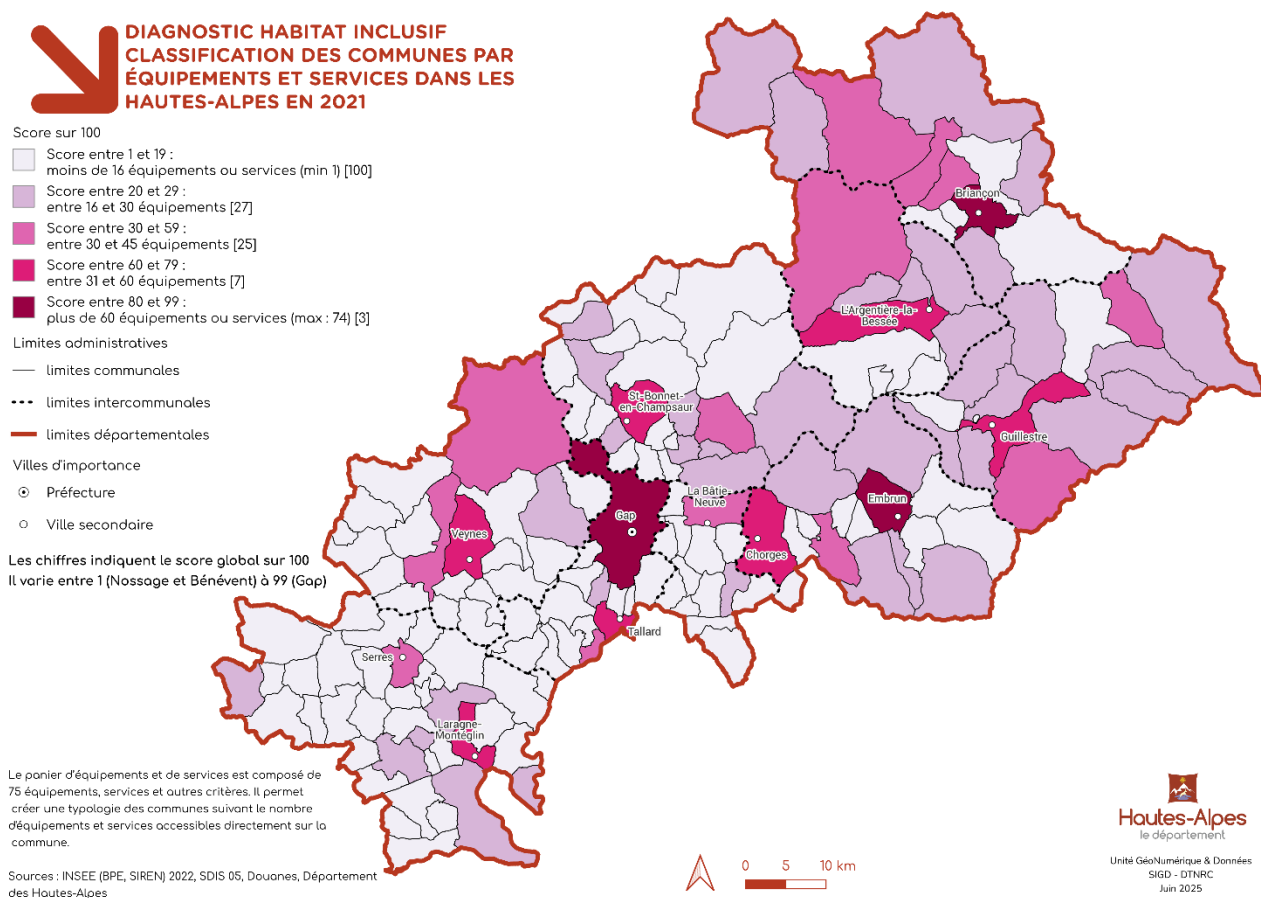 DIAGNOSTIC HABITAT INCLUSIF
CLASSIFICATION DES COMMUNES PAR
ÉQUIPEMENTS ET SERVICES DANS LES
HAUTES-ALPES EN 2021
Score sur 100
Score entre 1 et 19 :
moins de 16 équipements ou services (min 1) [100]
Score entre 20 et 29 :
entre 16 et 30 équipements [27]
Score entre 30 et 59 :
entre 30 et 45 équipements [25]
Score entre 60 et 79 :
entre 31 et 60 équipements [7]
Score entre 80 et 99 :
plus de 60 équipements ou services (max : 74) [3]
Limites administratives
limites communales
limites intercommunales
limites départementales
Villes d'importance
Préfecture
Ville secondaire
Les chiffres indiquent le score global sur 100
Il varie entre 1 (Nossage et Bénévent) à 99 (Gap)
Briançon
L'Argentière-la-
Bessée
St-Bonnet-
en-Champsaur
Guillestre
La Bâtie-
Neuve
Embrun
Gap
Veynes
Chorges
Tallard
Serres
Laragne-
Montéglin
Le panier d'équipements et de services est composé de
75 équipements, services et autres critères. Il permet
créer une typologie des communes suivant le nombre
d'équipements et services accessibles directement sur la
commune.
Sources : INSEE (BPE, SIREN) 2022, SDIS 05, Douanes, Département
des Hautes-Alpes
0 5 10 km
Hautes-Alpes
le département
Unité GéoNumérique & Données
SIGD - DTNRC
Juin 2025